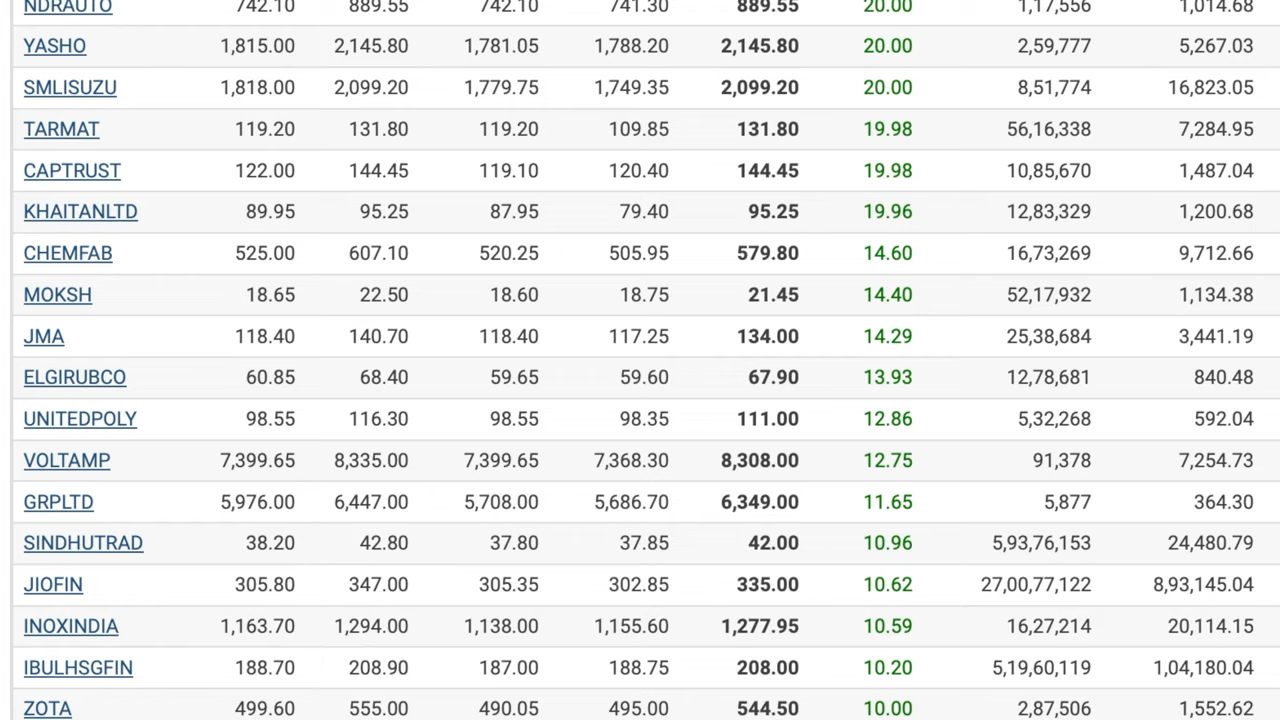 NDRAUTO 742.10 889.55 742.10 741.30 889.55 20.00 1,17,556 1,014.68
YASHO 1,815.00 2,145.80 1,781.05 1,788.20 2,145.80 20.00 2,59,777 5,267.03
SMLISUZU 1,818.00 2,099.20 1,779.75 1,749.35 2,099.20 20.00 8,51,774 16,823.05
TARMAT 119.20 131.80 119.20 109.85 131.80 19.98 56,16,338 7,284.95
CAPTRUST 122.00 144.45 119.10 120.40 144.45 19.98 10,85,670 1,487.04
KHAITANLTD 89.95 95.25 87.95 79.40 95.25 19.96 12,83,329 1,200.68
CHEMFAB 525.00 607.10 520.25 505.95 579.80 14.60 16,73,269 9,712.66
MOKSH 18.65 22.50 18.60 18.75 21.45 14.40 52,17,932 1,134.38
JMA 118.40 140.70 118.40 117.25 134.00 14.29 25,38,684 3,441.19
ELGIRUBCO 60.85 68.40 59.65 59.60 67.90 13.93 12,78,681 840.48
UNITEDPOLY 98.55 116.30 98.55 98.35 111.00 12.86 5,32,268 592.04
VOLTAMP 7,399.65 8,335.00 7,399.65 7,368.30 8,308.00 12.75 91,378 7,254.73
GRPLTD 5,976.00 6,447.00 5,708.00 5,686.70 6,349.00 11.65 5,877 364.30
SINDHUTRAD 38.20 42.80 37.80 37.85 42.00 10.96 5,93,76,153 24,480.79
JIOFIN 305.80 347.00 305.35 302.85 335.00 10.62 27,00,77,122 8,93,145.04
INOXINDIA 1,163.70 1,294.00 1,138.00 1,155.60 1,277.95 10.59 16,27,214 20,114.15
IBULHSGFIN 188.70 208.90 187.00 188.75 208.00 10.20 5,19,60,119 1,04,180.04
ZOTA 499.60 555.00 490.05 495.00 544.50 10.00 2,87,506 1,552.62